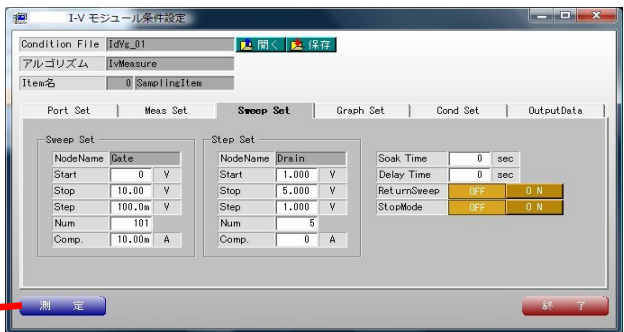 I-V モジュール条件設定
Condition File IdVg_01 開く 保存
アルゴリズム IvMeasure
Item名 0 SamplingItem
Port Set Meas Set Sweep Set Graph Set Cond Set OutputData
Sweep Set Step Set
NodeName Gate NodeName Drain Soak Time 0 sec
Start 0 V Start 1.000 V Delay Time 0 sec
Stop 10.00 V Stop 5.000 V ReturnSweep OFF O N
Step 100.0m V Step 1.000 V StopMode OFF O N
Num 101 Num 5
Comp. 10.00m A Comp. 0 A
測 定 終 了